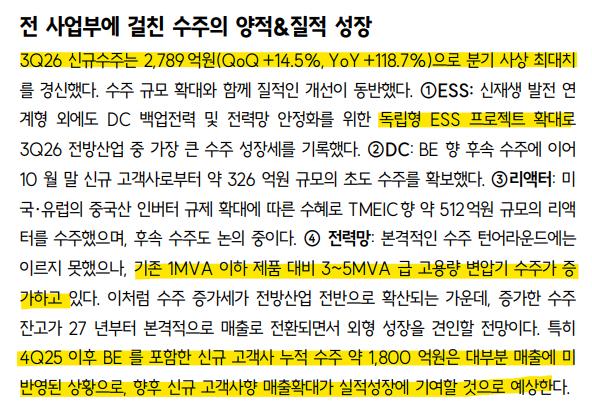 전 사업부에 걸친 수주의 양적&질적 성장
3Q26 신규수주는 2,789억원(QoQ +14.5%, YoY +118.7%)으로 분기 사상 최대치
를 경신했다. 수주 규모 확대와 함께 질적인 개선이 동반했다. ①ESS: 신재생 발전 연
계형 외에도 DC 백업전력 및 전력망 안정화를 위한 독립형 ESS 프로젝트 확대로
3Q26 전방산업 중 가장 큰 수주 성장세를 기록했다. ②DC: BE 향 후속 수주에 이어
10 월 말 신규 고객사로부터 약 326 억원 규모의 초도 수주를 확보했다. ③리액터: 미
국·유럽의 중국산 인버터 규제 확대에 따른 수혜로 TMEIC향 약 512억원 규모의 리액
터를 수주했으며, 후속 수주도 논의 중이다. ④ 전력망: 본격적인 수주 턴어라운드에는
이르지 못했으나, 기존 1MVA 이하 제품 대비 3~5MVA 급 고용량 변압기 수주가 증
가하고 있다. 이처럼 수주 증가세가 전방산업 전반으로 확산되는 가운데, 증가한 수주
잔고가 27 년부터 본격적으로 매출로 전환되면서 외형 성장을 견인할 전망이다. 특히
4Q25 이후 BE 를 포함한 신규 고객사 누적 수주 약 1,800 억원은 대부분 매출에 미
반영된 상황으로, 향후 신규 고객사향 매출확대가 실적성장에 기여할 것으로 예상한다.